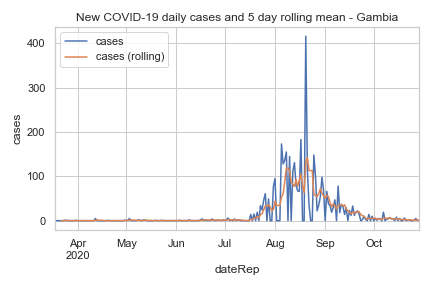 New COVID-19 daily cases and 5 day rolling mean - Gambia
cases
cases (rolling)
400
300
200
100
0
cases
Apr
2020
May
Jun
Jul
Aug
Sep
Oct
dateRep